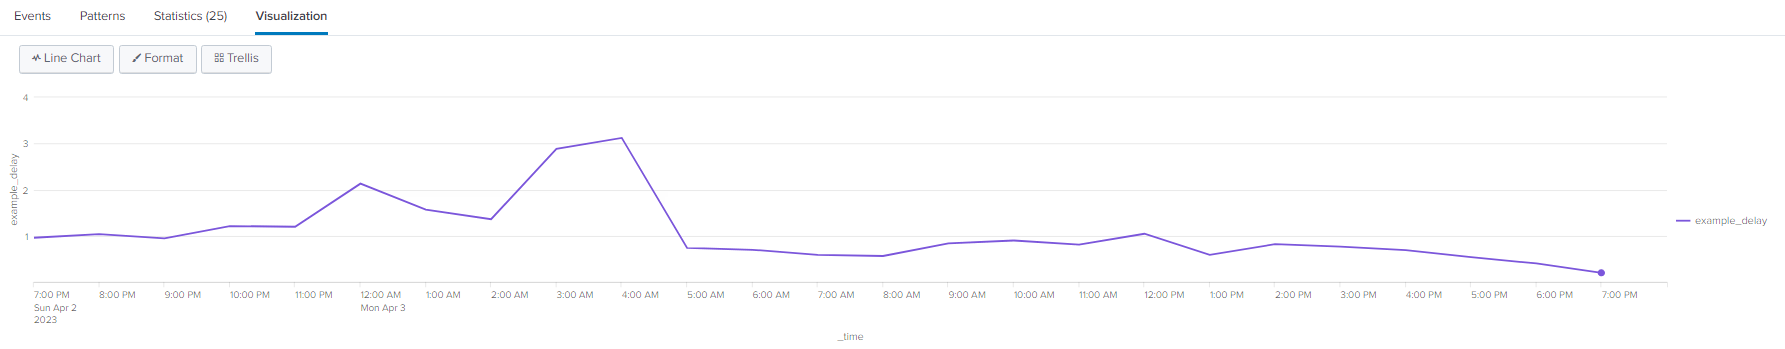 Events Patterns Statistics (25) Visualization
Line Chart Format Trellis
4
3
2
1
example_delay
example_delay
7:00 PM 8:00 PM 9:00 PM 10:00 PM 11:00 PM 12:00 AM 1:00 AM 2:00 AM 3:00 AM 4:00 AM 5:00 AM 6:00 AM 7:00 AM 8:00 AM 9:00 AM 10:00 AM 11:00 AM 12:00 PM 1:00 PM 2:00 PM 3:00 PM 4:00 PM 5:00 PM 6:00 PM 7:00 PM
Sun Apr 2 Mon Apr 3
2023
_time